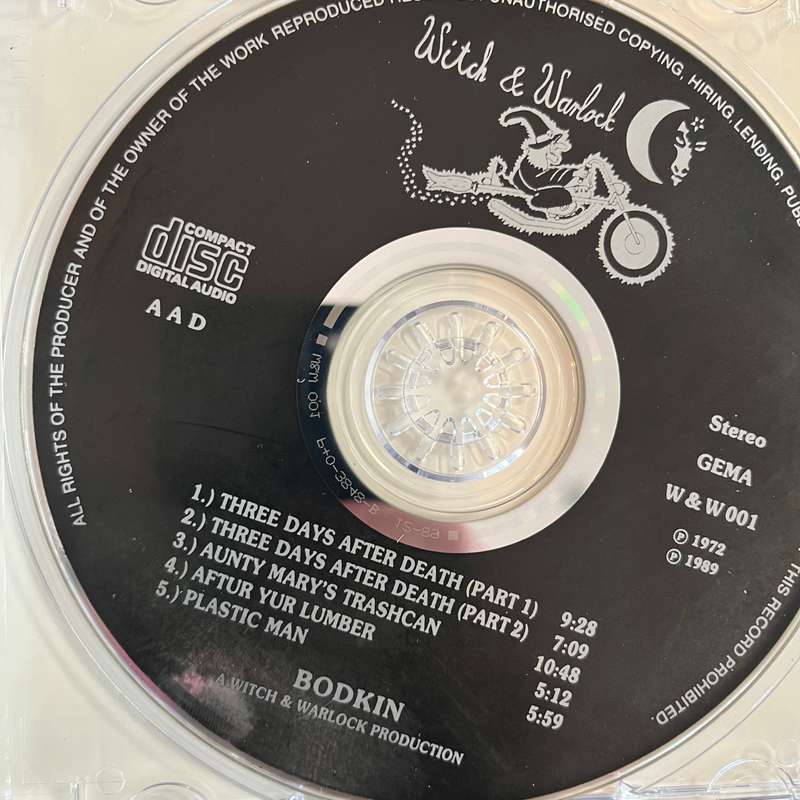 ALL RIGHTS OF THE PRODUCER AND OF THE OWNER OF THE WORK REPRODUCED UNAUTHORISED COPYING, HIRING, LENDING,
THIS RECORD PROHIBITED.
Witch & Warlock
COMPACT
disc
DIGITAL AUDIO
A A D
Stereo
GEMA
W & W 001
℗ 1972
℗ 1989
1.) THREE DAYS AFTER DEATH (PART 1) 9:28
2.) THREE DAYS AFTER DEATH (PART 2) 7:09
3.) AUNTY MARY'S TRASHCAN 10:48
4.) AFTUR YUR LUMBER 5:12
5.) PLASTIC MAN 5:59
BODKIN
A WITCH & WARLOCK PRODUCTION